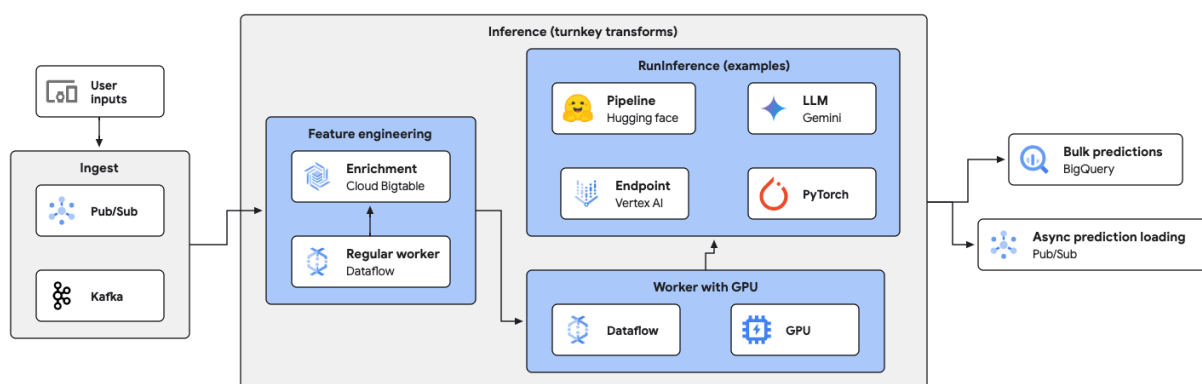 Inference (turnkey transforms)
User
inputs
Ingest
Pub/Sub
Kafka
Feature engineering
Enrichment
Cloud Bigtable
Regular worker
Dataflow
RunInference (examples)
Pipeline
Hugging face
LLM
Gemini
Endpoint
Vertex AI
PyTorch
Worker with GPU
Dataflow
GPU
Bulk predictions
BigQuery
Async prediction loading
Pub/Sub